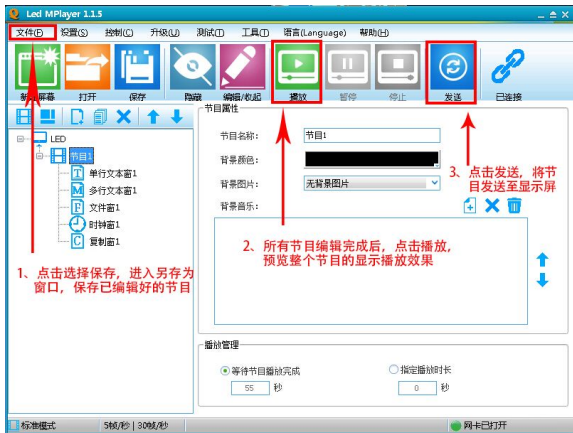 Led MPlayer 1.1.5
文件(F) 设置(S) 控制(C) 升级(U) 测试(T) 工具(T) 语言(Language) 帮助(H)
打开 保存 隐藏 编辑/收起 播放 暂停 停止 发送 已连接
LED
节目1
T 单行文本窗1
M 多行文本窗1
F 文件窗1
时钟窗1
C 复制窗1
节目属性
节目名称: 节目1
背景颜色:
背景图片: 无背景图片
背景音乐:
1、点击选择保存，进入另存为
窗口，保存已编辑好的节目
2、所有节目编辑完成后，点击播放，
预览整个节目的显示播放效果
3、点击发送，将节
目发送至显示屏
播放管理
等待节目播放完成 指定播放时长
55 秒 0 秒
标准模式 5帧/秒 | 30帧/秒 网卡已打开